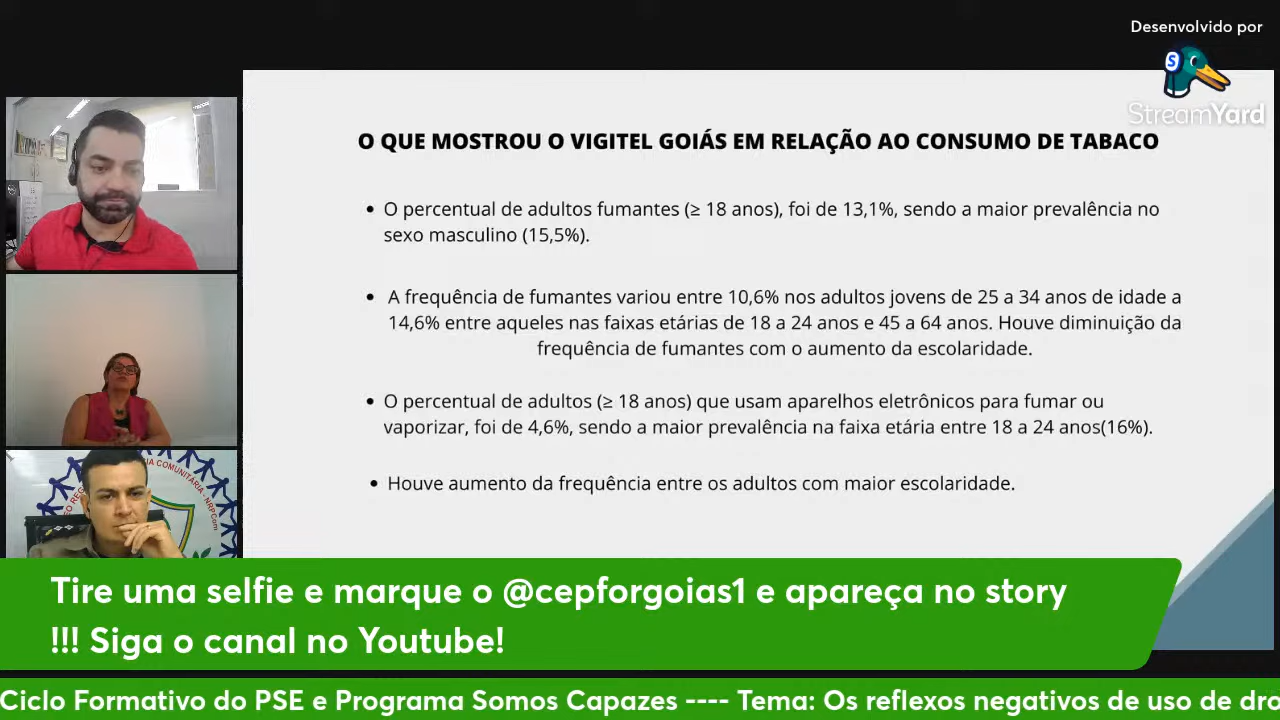 Desenvolvido por
StreamYard
O QUE MOSTROU O VIGITEL GOIÁS EM RELAÇÃO AO CONSUMO DE TABACO
• O percentual de adultos fumantes (≥ 18 anos), foi de 13,1%, sendo a maior prevalência no
sexo masculino (15,5%).
• A frequência de fumantes variou entre 10,6% nos adultos jovens de 25 a 34 anos de idade a
14,6% entre aqueles nas faixas etárias de 18 a 24 anos e 45 a 64 anos. Houve diminuição da
frequência de fumantes com o aumento da escolaridade.
• O percentual de adultos (≥ 18 anos) que usam aparelhos eletrônicos para fumar ou
vaporizar, foi de 4,6%, sendo a maior prevalência na faixa etária entre 18 a 24 anos(16%).
• Houve aumento da frequência entre os adultos com maior escolaridade.
COMUNITÁRIA - NRPCom
Tire uma selfie e marque o @cepforgoias1 e apareça no story
!!! Siga o canal no Youtube!
Ciclo Formativo do PSE e Programa Somos Capazes ---- Tema: Os reflexos negativos de uso de dro